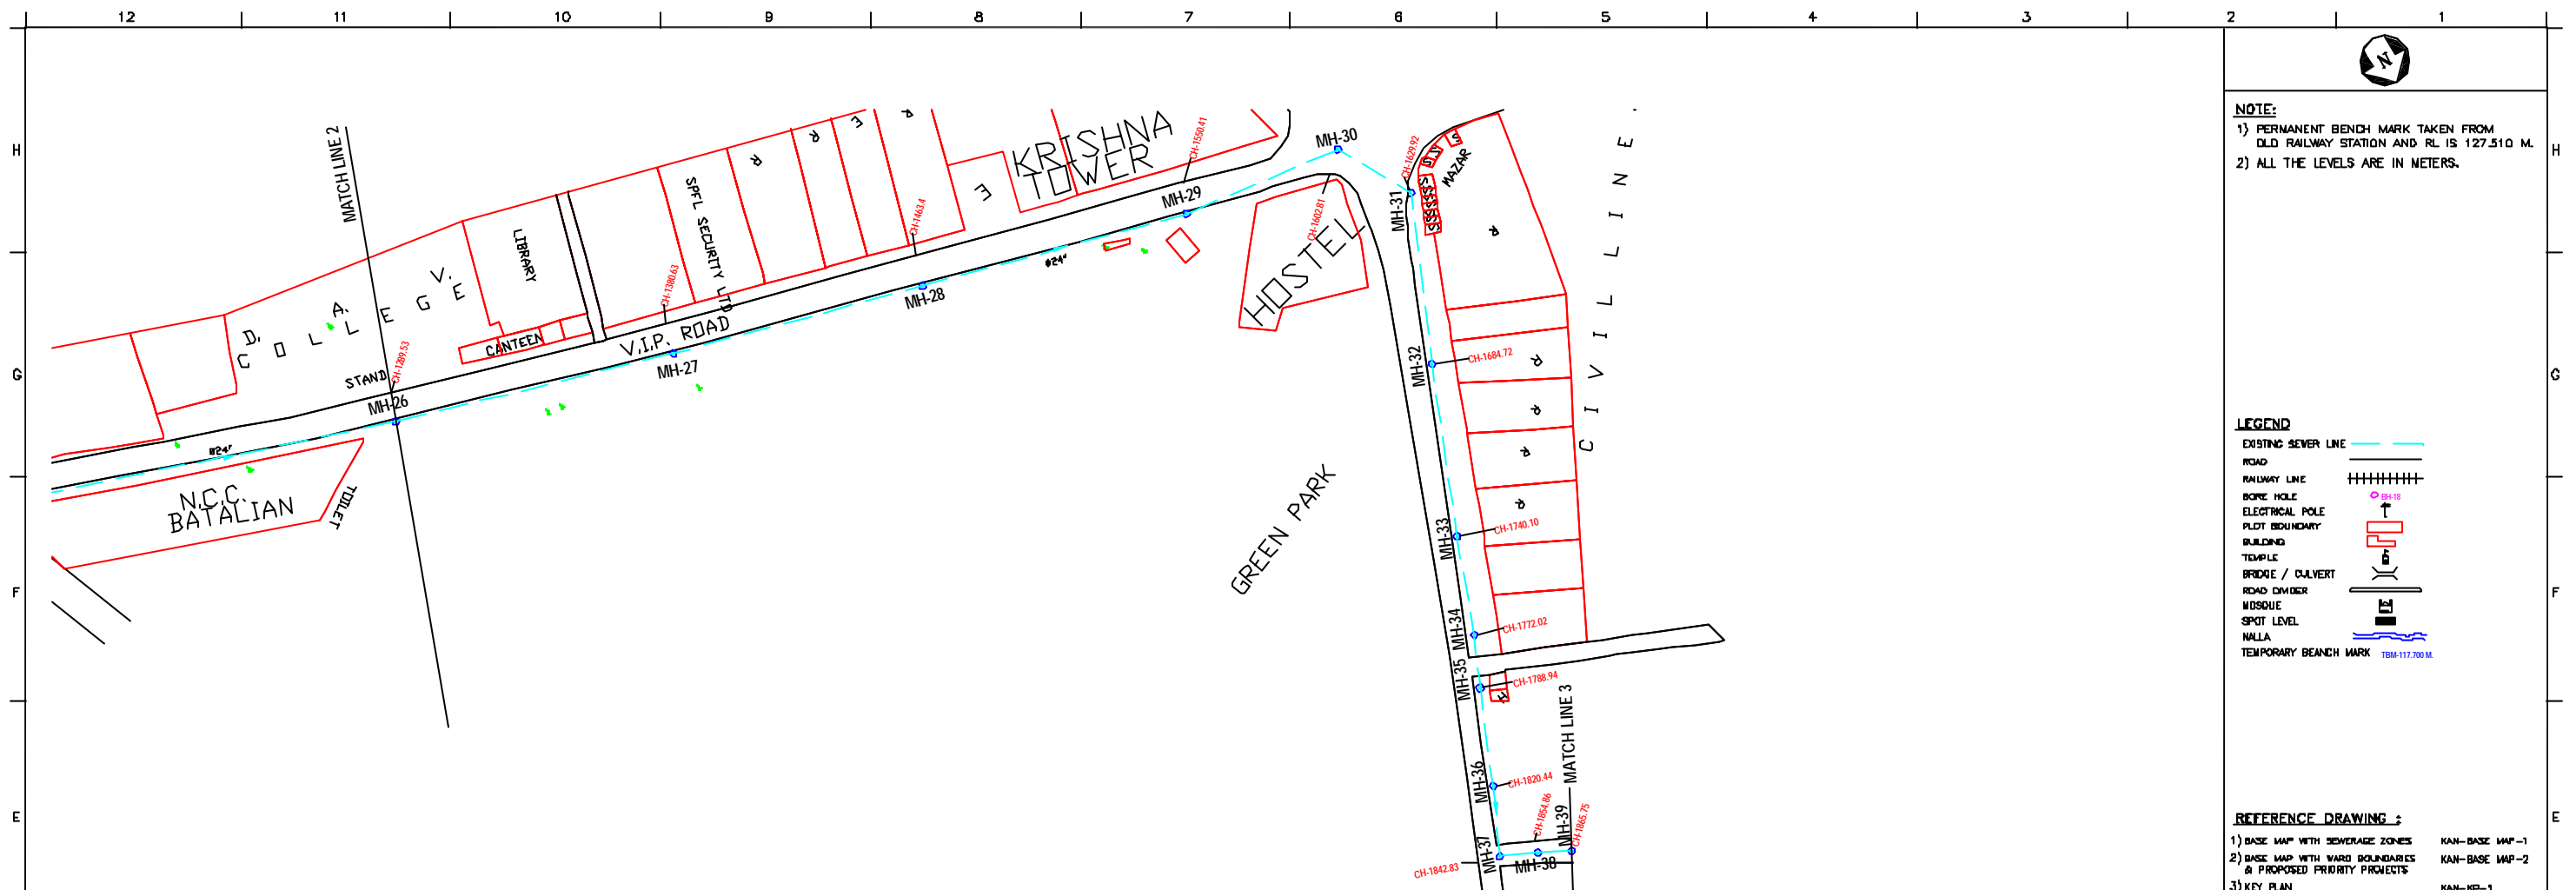 12 11 10 9 8 7 6 5 4 3 2 1
H
G
F
E
H
G
F
E
N
MATCH LINE 2
D. A. V.
COLLEGE
LIBRARY
CANTEEN
STAND
CH-1289.53
MH-26
ø24"
N.C.C.
BATALIAN
TOILET
SPFL SECURITY LTD
CH-1380.63
V.I.P. ROAD
MH-27
R
R
E
R
E
CH-1463.4
MH-28
KRISHNA
TOWER
CH-1550.41
MH-29
ø24"
MH-30
CH-1602.81
HOSTEL
CH-1629.92
MH-31
S
S
S
SSSSSS
MAZAR
R
CIVIL LINE
MH-32
CH-1684.72
R
R
R
R
MH-33
CH-1740.10
GREEN PARK
MH-34
CH-1772.02
MH-35
CH-1788.94
H
MATCH LINE 3
MH-36
CH-1820.44
CH-1854.86
MH-39
CH-1865.75
MH-37
MH-38
CH-1842.83
NOTE:
1) PERMANENT BENCH MARK TAKEN FROM
OLD RAILWAY STATION AND RL IS 127.510 M.
2) ALL THE LEVELS ARE IN METERS.
LEGEND
EXISTING SEWER LINE
ROAD
RAILWAY LINE
BORE HOLE BH-18
ELECTRICAL POLE
PLOT BOUNDARY
BUILDING
TEMPLE
BRIDGE / CULVERT
ROAD DIVIDER
MOSQUE
SPOT LEVEL
NALLA
TEMPORARY BEANCH MARK TBM-117.700 M.
REFERENCE DRAWING :
1) BASE MAP WITH SEWERAGE ZONES KAN-BASE MAP-1
2) BASE MAP WITH WARD BOUNDARIES KAN-BASE MAP-2
& PROPOSED PRIORITY PROJECTS
3) KEY PLAN KAN-KP-1